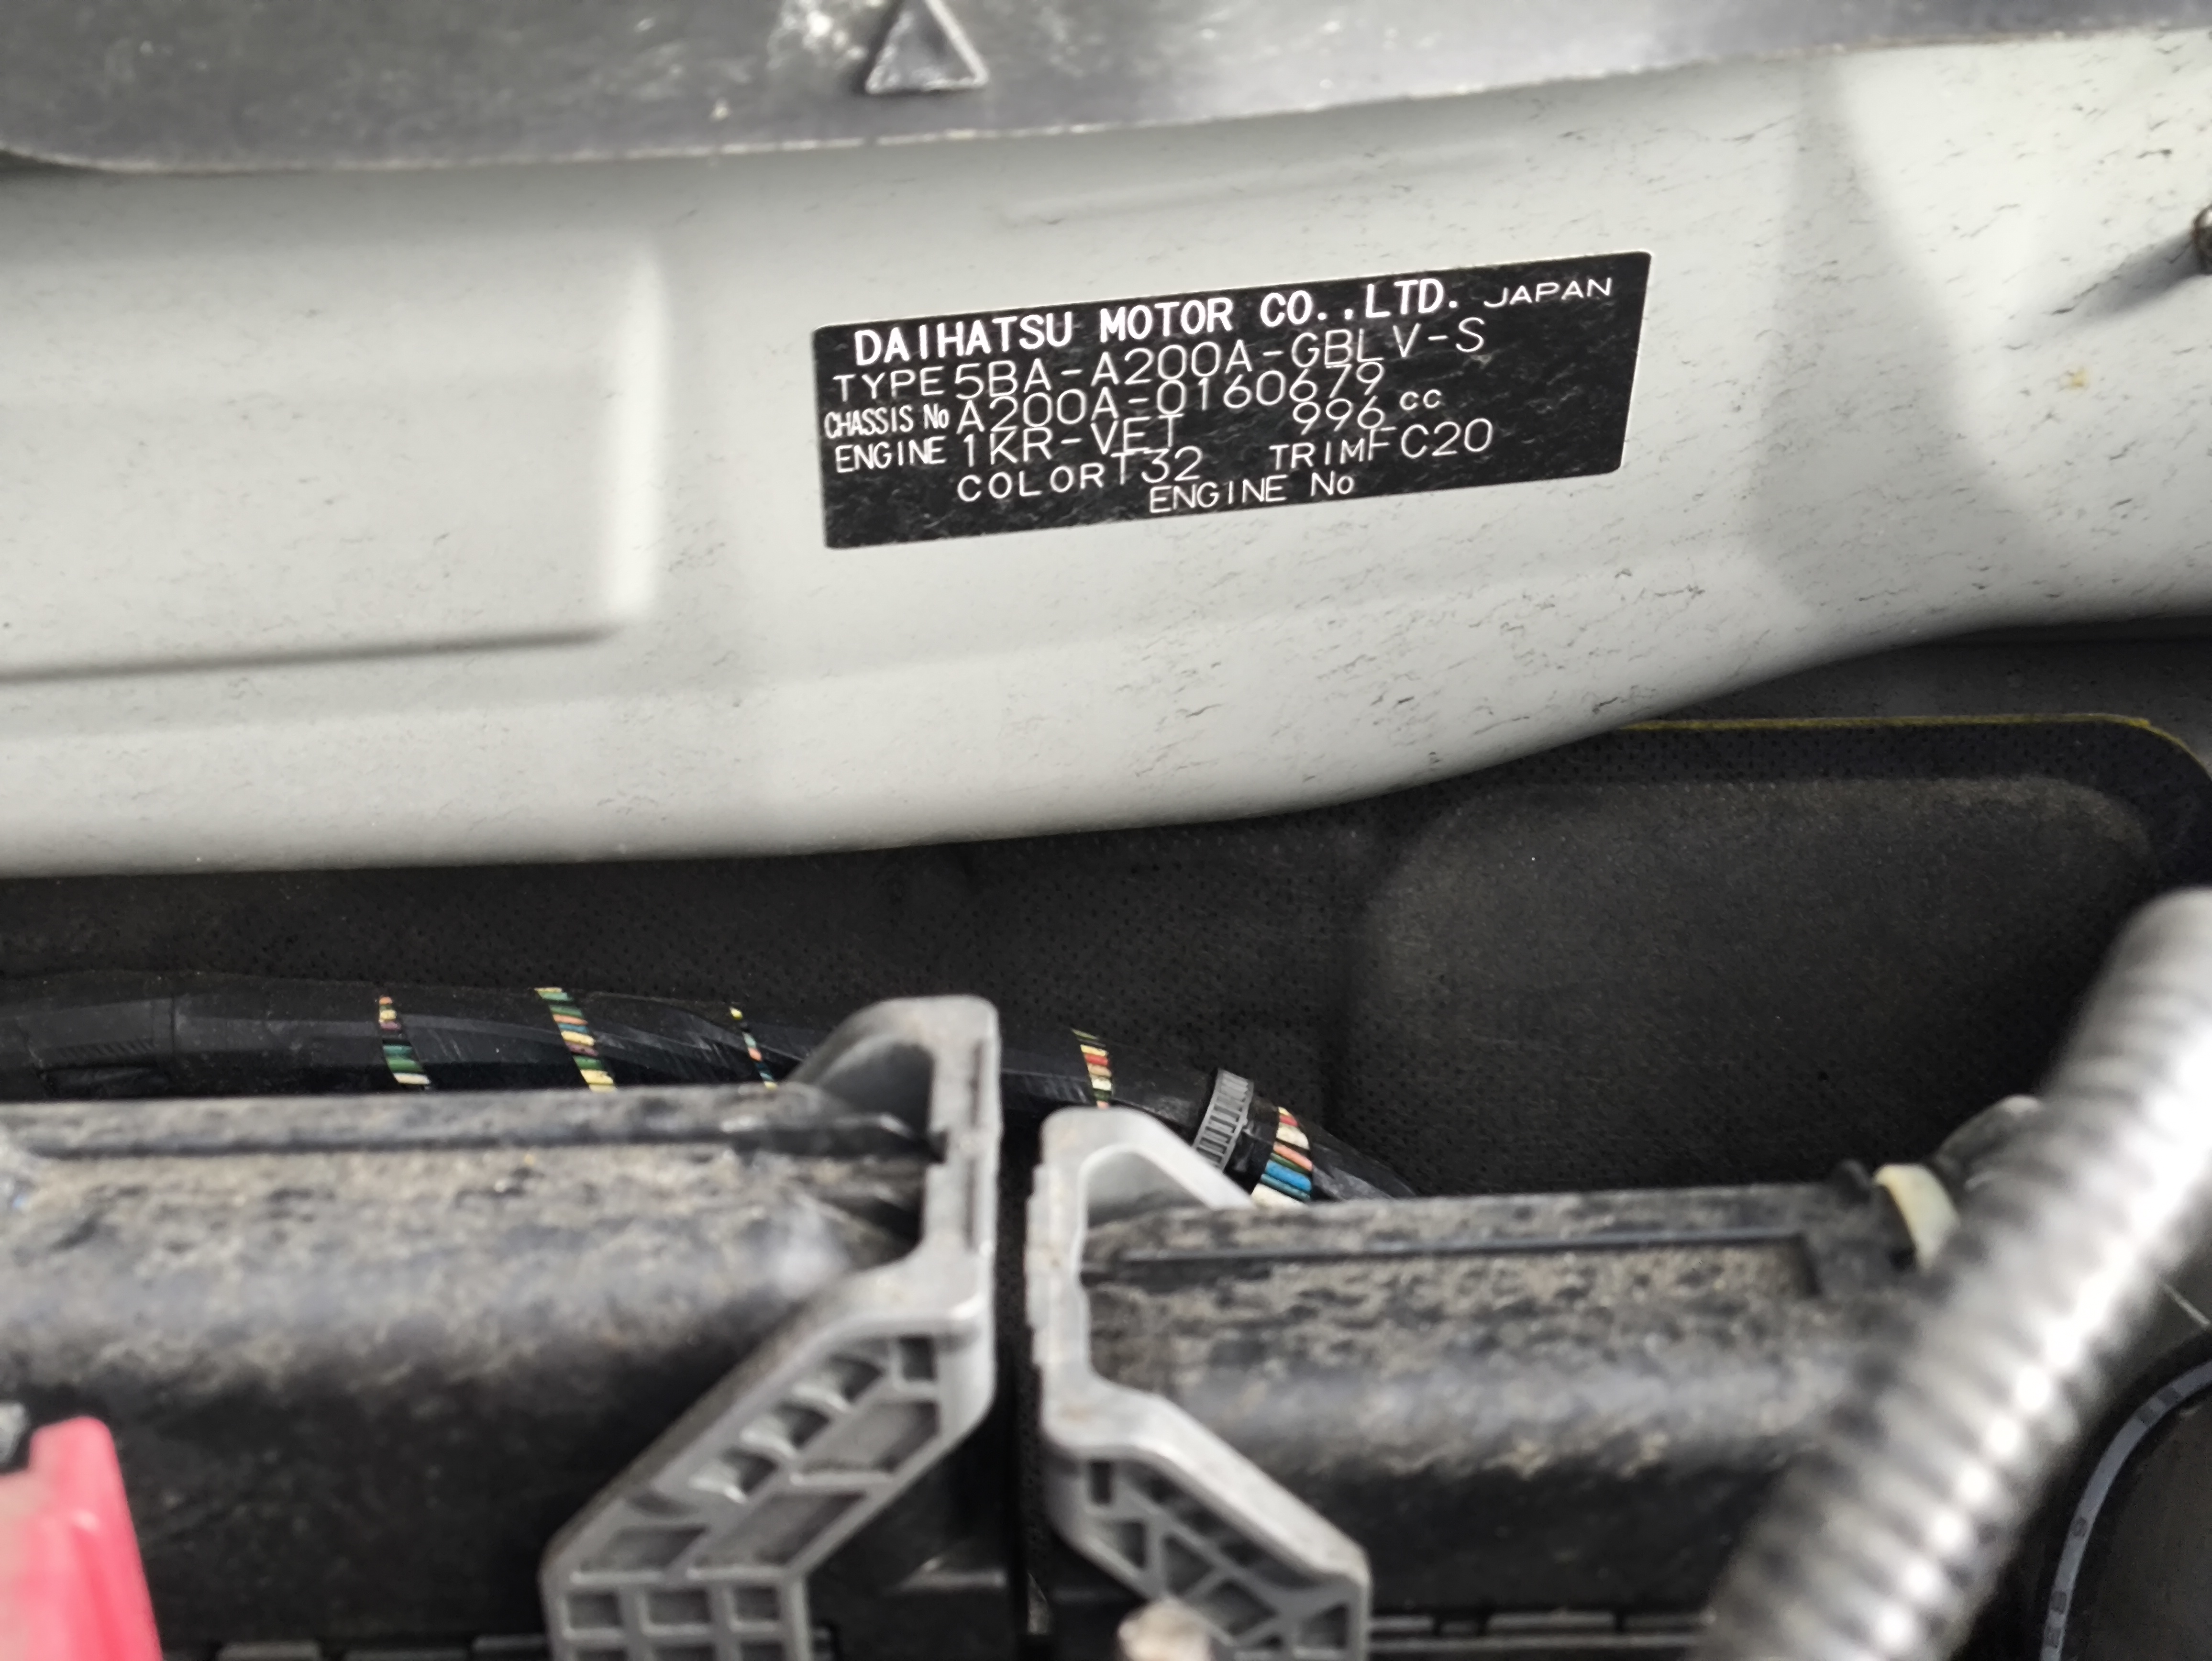 DAIHATSU MOTOR CO.,LTD. JAPAN
TYPE 5BA-A200A-GBLV-S
CHASSIS No A200A-0160679
ENGINE 1KR-VET 996 cc
COLOR T32 TRIM FC20
ENGINE No